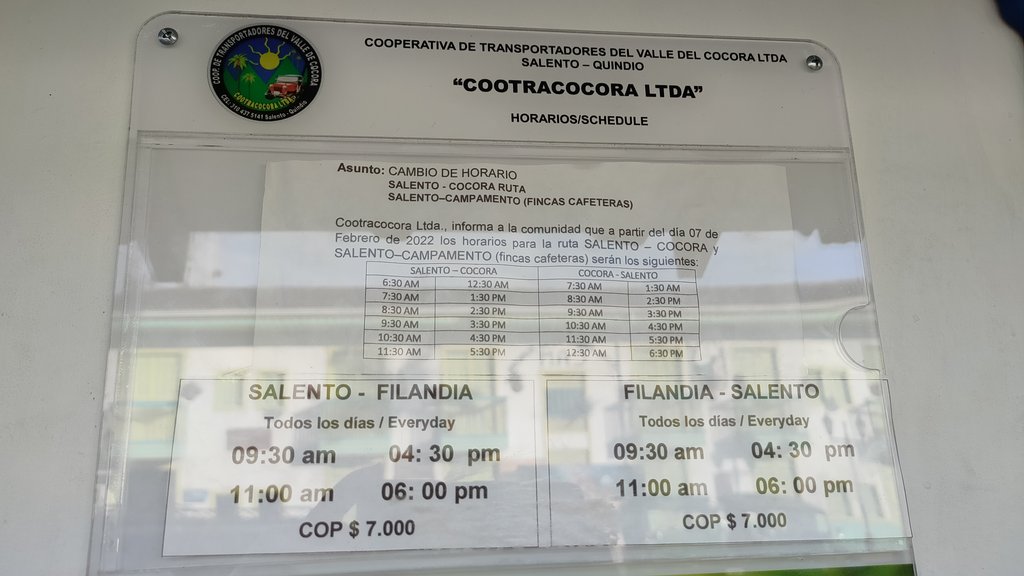 COOP. DE TRANSPORTADORES DEL VALLE DE COCORA
COOTRACOCORA LTDA
Salento - Quindio
COOPERATIVA DE TRANSPORTADORES DEL VALLE DEL COCORA LTDA
SALENTO – QUINDIO
“COOTRACOCORA LTDA”
HORARIOS/SCHEDULE
Asunto: CAMBIO DE HORARIO
SALENTO - COCORA RUTA
SALENTO–CAMPAMENTO (FINCAS CAFETERAS)
Cootracocora Ltda., informa a la comunidad que a partir del día 07 de
Febrero de 2022 los horarios para la ruta SALENTO – COCORA y
SALENTO–CAMPAMENTO (fincas cafeteras) serán los siguientes:
SALENTO – COCORA COCORA - SALENTO
6:30 AM 12:30 AM 7:30 AM 1:30 AM
7:30 AM 1:30 PM 8:30 AM 2:30 PM
8:30 AM 2:30 PM 9:30 AM 3:30 PM
9:30 AM 3:30 PM 10:30 AM 4:30 PM
10:30 AM 4:30 PM 11:30 AM 5:30 PM
11:30 AM 5:30 PM 12:30 AM 6:30 PM
SALENTO - FILANDIA
Todos los días / Everyday
09:30 am 04: 30 pm
11:00 am 06: 00 pm
COP $ 7.000
FILANDIA - SALENTO
Todos los días / Everyday
09:30 am 04: 30 pm
11:00 am 06: 00 pm
COP $ 7.000